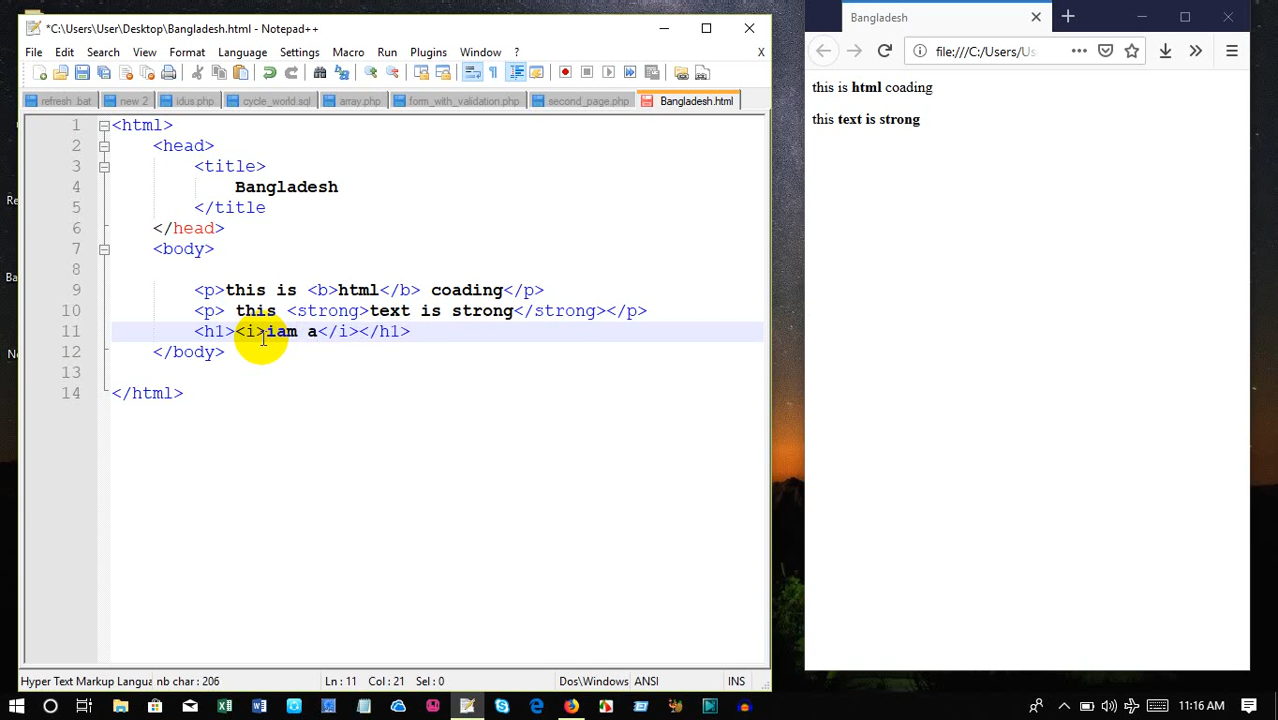 *C:\Users\User\Desktop\Bangladesh.html - Notepad++
File Edit Search View Format Encoding Language Settings Macro Run Plugins Window ? X
refresh .bat new 2 idus.php cycle_world.sql array.php form_with_validation.php second_page.php Bangladesh.html
1 <html>
2 <head>
3 <title>
4 Bangladesh
5 </title
6 </head>
7 <body>
8
9 <p>this is <b>html</b> coading</p>
10 <p> this <strong>text is strong</strong></p>
11 <h1><i>iam a</i></h1>
12 </body>
13
14 </html>
Hyper Text Markup Langua nb char : 206 Ln : 11 Col : 21 Sel : 0 Dos\Windows ANSI INS
Bangladesh
file:///C:/Users/Us
this is html coading
this text is strong
11:16 AM